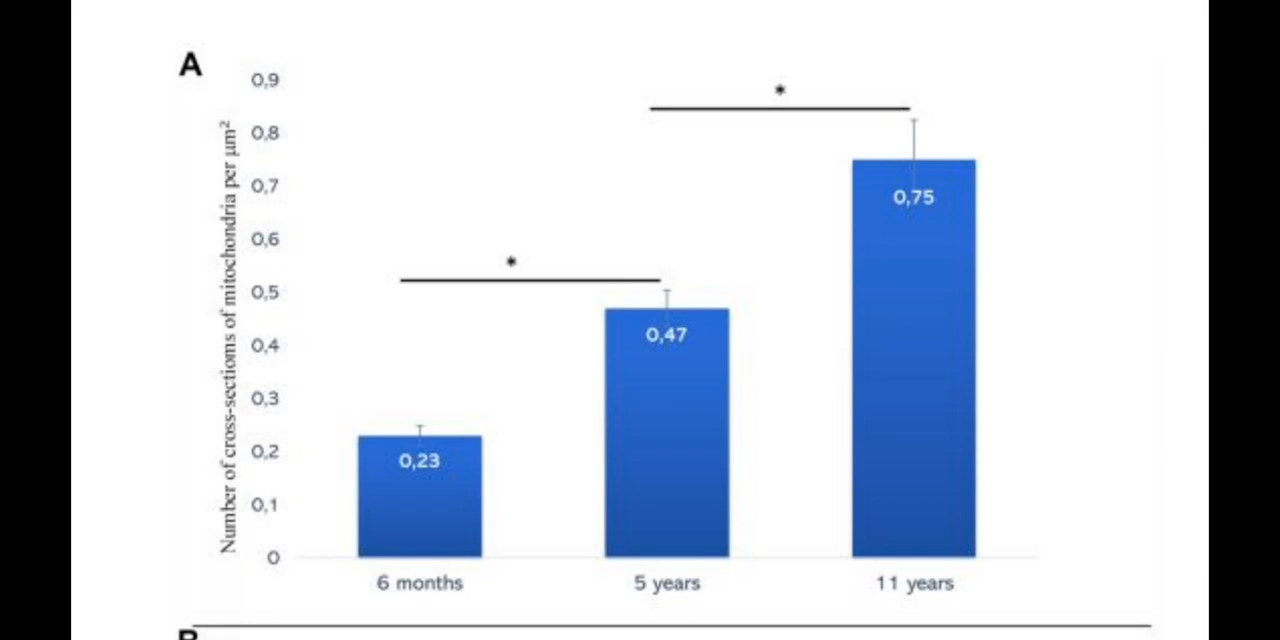 A
0,9
0,8
0,7
0,6
0,5
0,4
0,3
0,2
0,1
0
Number of cross-sectioms of mitochondria per μm²
*
*
0,23
0,47
0,75
6 months
5 years
11 years
B